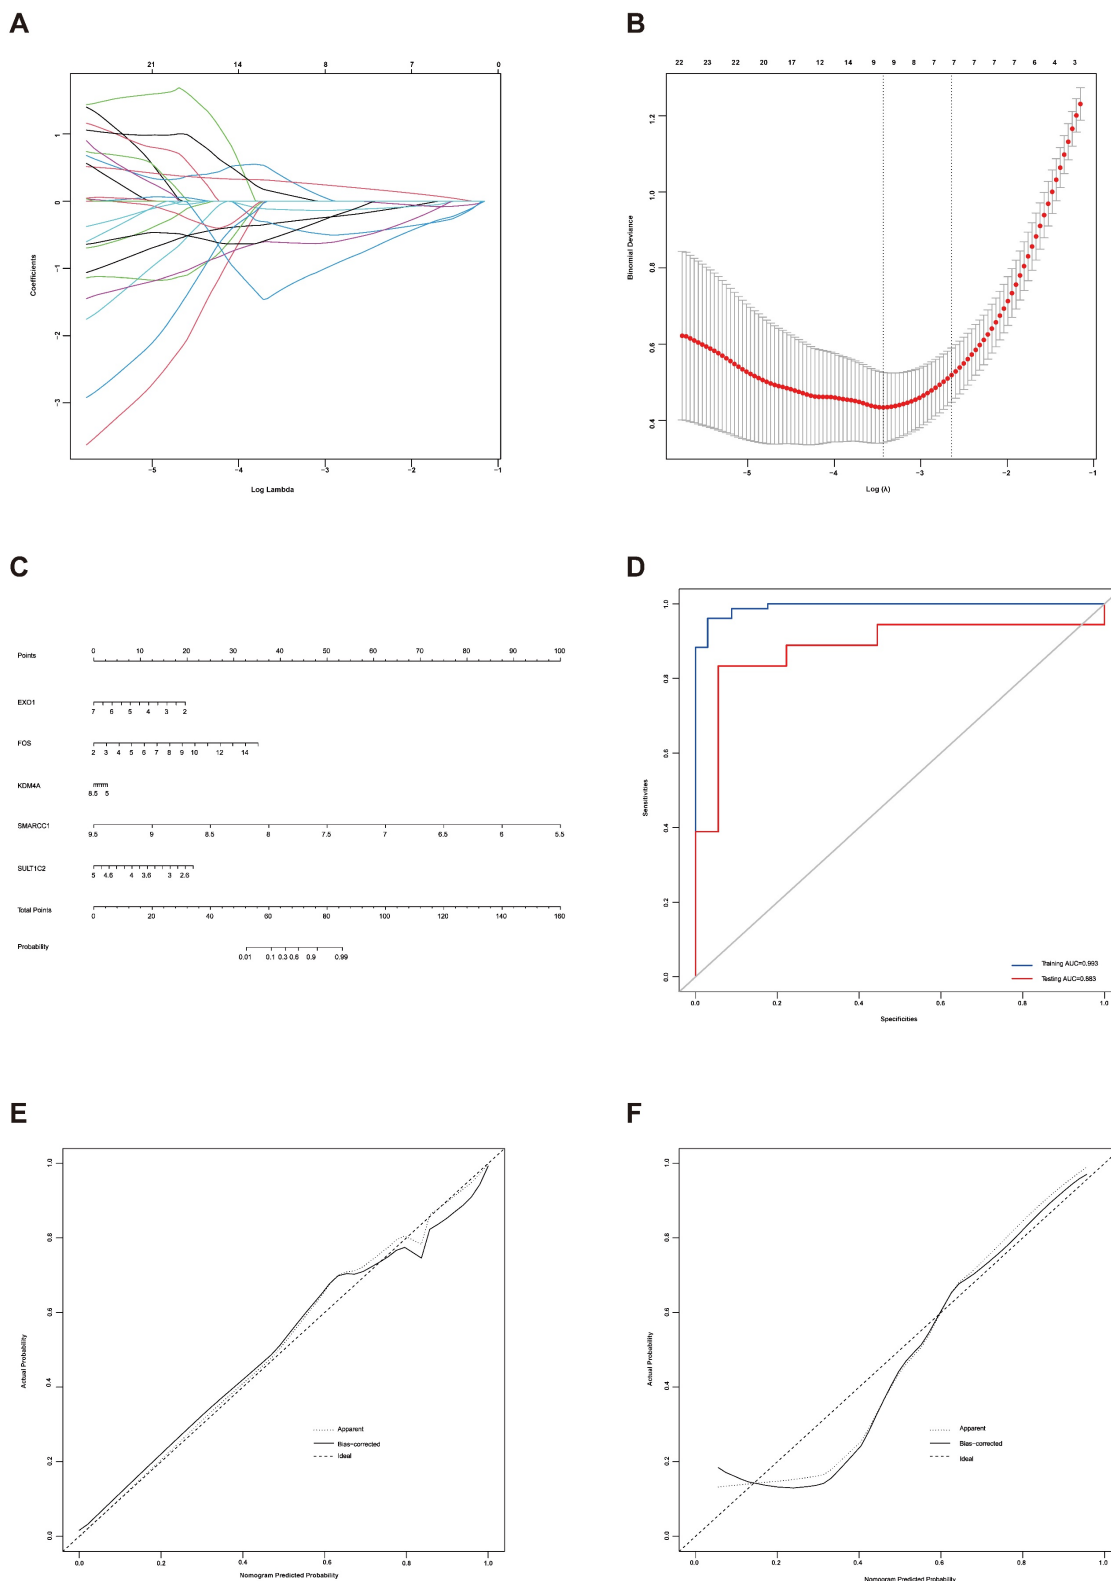 A
21 14 8 7 0
1
0
−1
−2
−3
Coefficients
−5 −4 −3 −2 −1
Log Lambda
B
22 23 22 20 17 12 14 9 9 8 7 7 7 7 7 6 4 3
1.2
1.0
0.8
0.6
0.4
Binomial Deviance
−5 −4 −3 −2 −1
Log (λ)
C
Points
0 10 20 30 40 50 60 70 80 90 100
EXO1
7 6 5 4 3 2
FOS
2 3 4 5 6 7 8 9 10 12 14
KDM4A
8.5 5
SMARCC1
9.5 9 8.5 8 7.5 7 6.5 6 5.5
SULT1C2
5 4.6 4 3.6 3 2.6
Total Points
0 20 40 60 80 100 120 140 160
Probability
0.01 0.1 0.3 0.6 0.9 0.99
D
1.0
0.8
0.6
0.4
0.2
0.0
Sensitivities
Training AUC=0.993
Testing AUC=0.883
0.0 0.2 0.4 0.6 0.8 1.0
Specificities
E
1.0
0.8
0.6
0.4
0.2
0.0
Actual Probability
Apparent
Bias−corrected
Ideal
0.0 0.2 0.4 0.6 0.8 1.0
Nomogram Predicted Probability
F
1.0
0.8
0.6
0.4
0.2
0.0
Actual Probability
Apparent
Bias−corrected
Ideal
0.0 0.2 0.4 0.6 0.8 1.0
Nomogram Predicted Probability